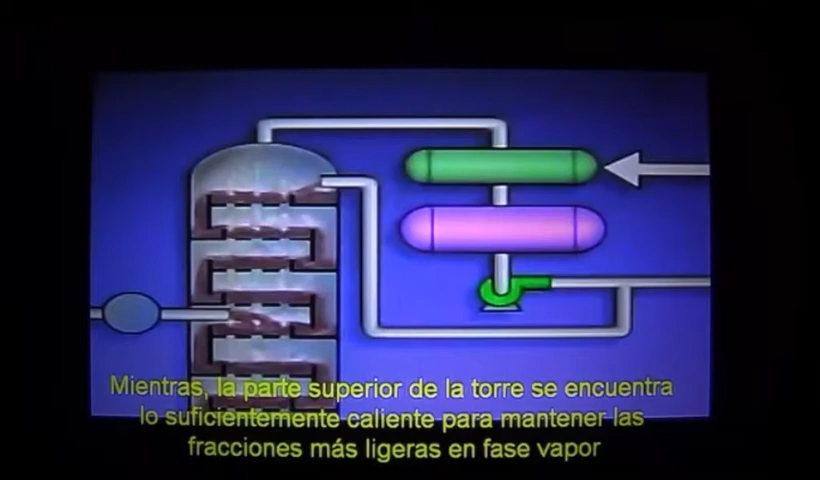 Mientras, la parte superior de la torre se encuentra
lo suficientemente caliente para mantener las
fracciones más ligeras en fase vapor